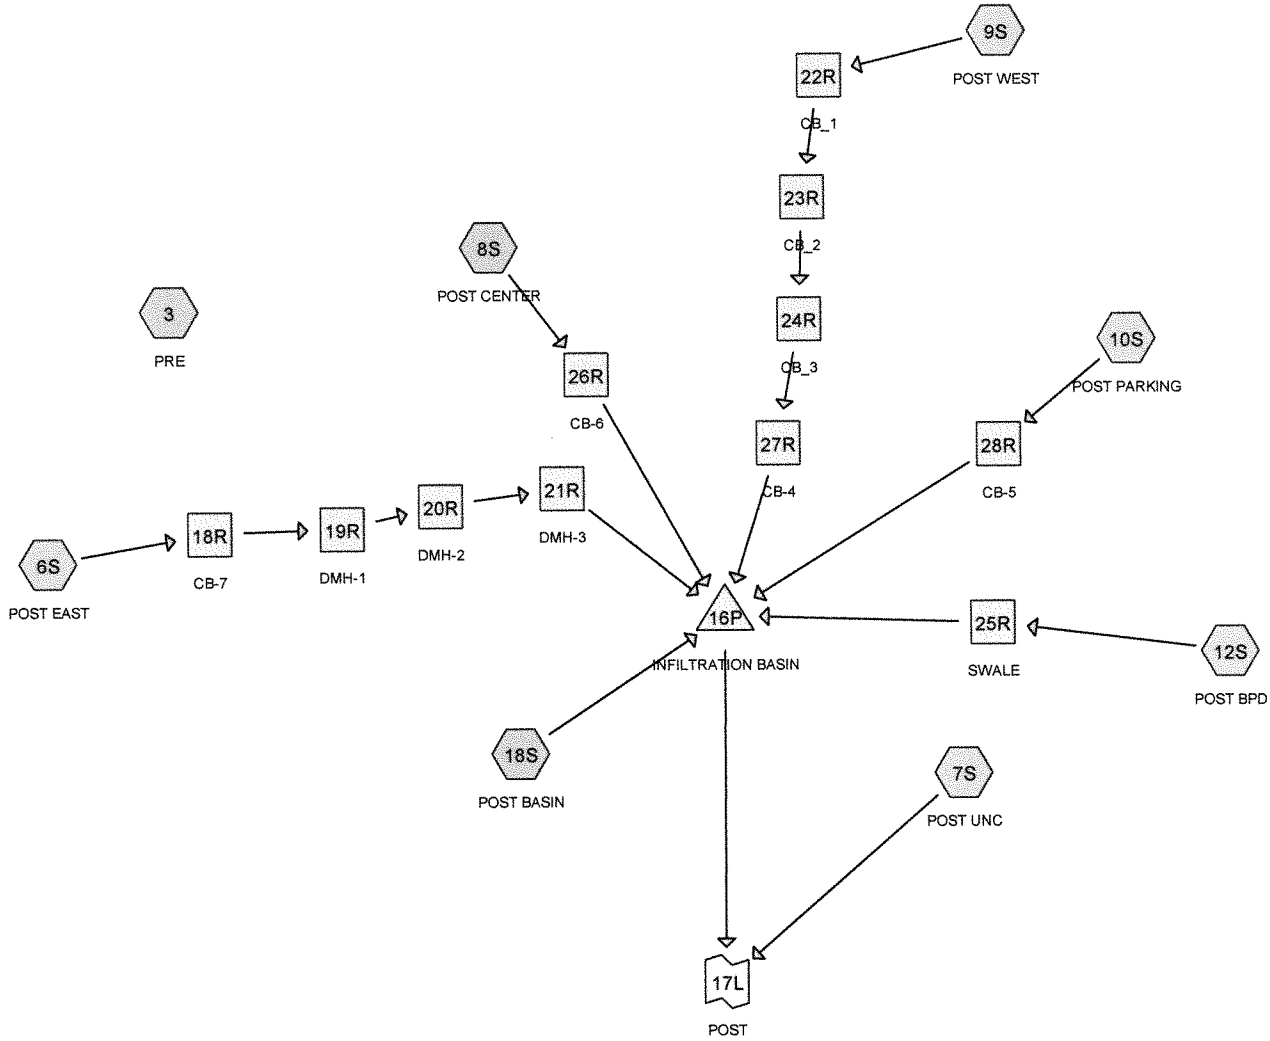 9S
POST WEST
22R
CB_1
23R
CB_2
8S
POST CENTER
3
PRE
24R
CB_3
10S
POST PARKING
26R
CB-6
27R
CB-4
28R
CB-5
21R
DMH-3
20R
DMH-2
19R
DMH-1
18R
CB-7
6S
POST EAST
16P
INFILTRATION BASIN
25R
SWALE
12S
POST BPD
18S
POST BASIN
7S
POST UNC
17L
POST